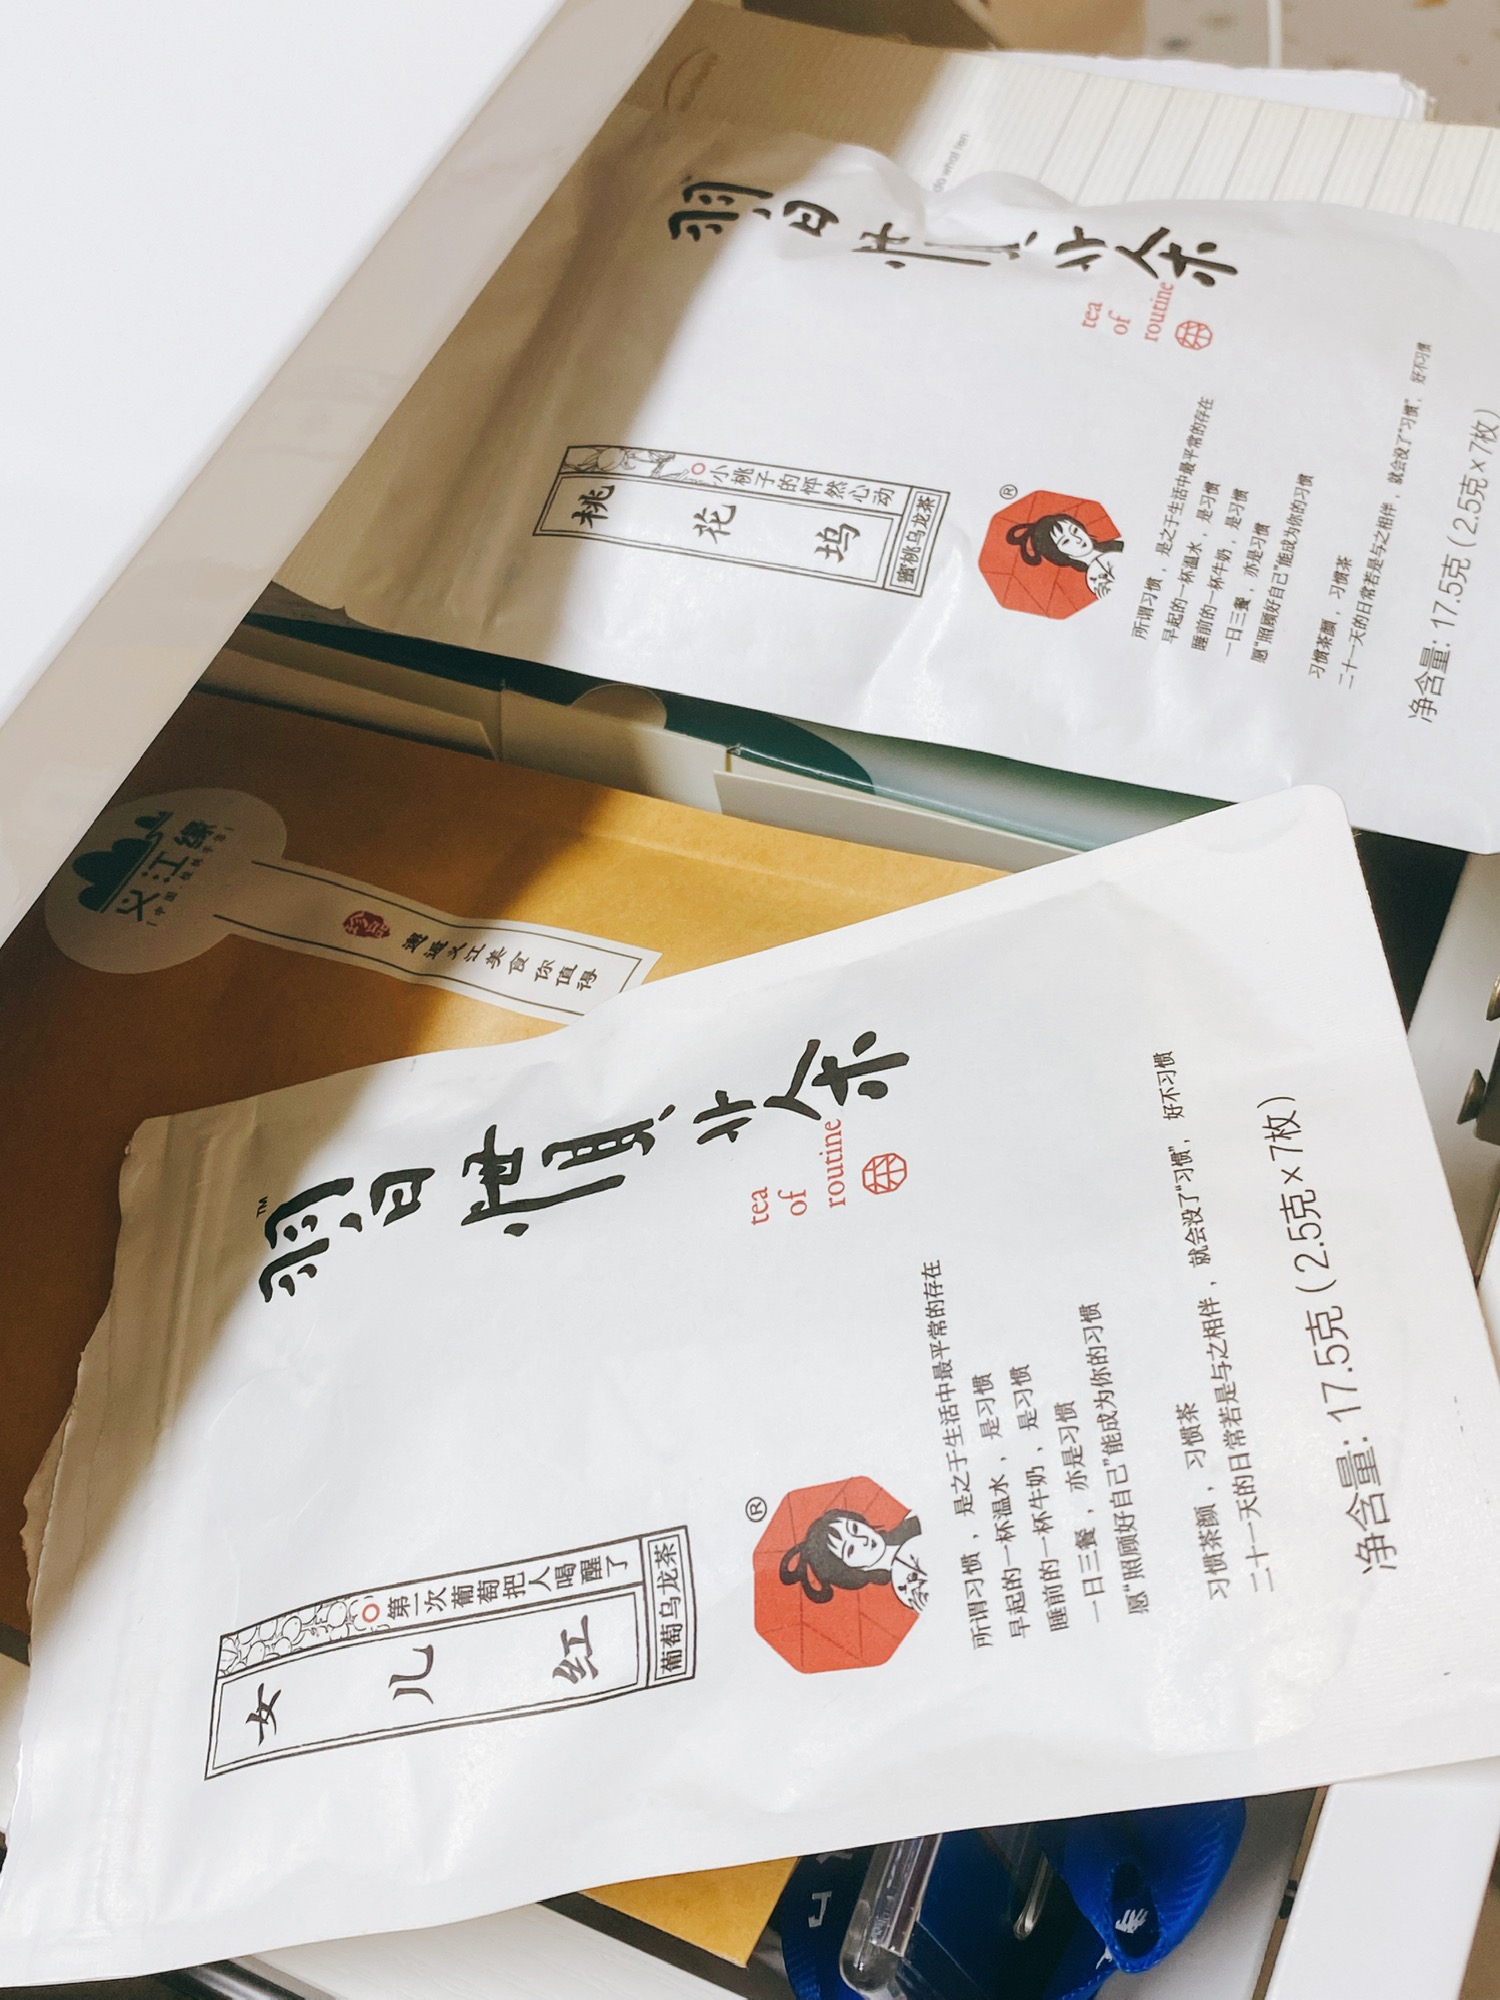 do what
习惯茶
tea
of
routine
桃花坞
小桃子的怦然心动
蜜桃乌龙茶
®
所谓习惯，是之于生活中最平常的存在
早起的一杯温水，是习惯
睡前的一杯牛奶，是习惯
一日三餐，亦是习惯
愿“照顾好自己”能成为你的习惯
习惯茶颜，习惯茶
二十一天的日常若是与之相伴，就会没了“习惯”，好不习惯
净含量: 17.5克 (2.5克×7枚)
义江缘
邂逅义江美食你值得
TM
习惯茶
tea
of
routine
女儿红
第一次葡萄把人喝醒了
葡萄乌龙茶
®
所谓习惯，是之于生活中最平常的存在
早起的一杯温水，是习惯
睡前的一杯牛奶，是习惯
一日三餐，亦是习惯
愿“照顾好自己”能成为你的习惯
习惯茶颜，习惯茶
二十一天的日常若是与之相伴，就会没了“习惯”，好不习惯
净含量: 17.5克 (2.5克×7枚)